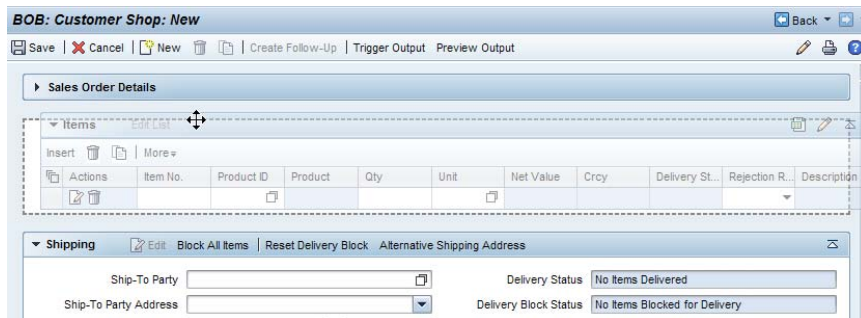 BOB: Customer Shop: New Back
Save Cancel New Create Follow-Up Trigger Output Preview Output
Sales Order Details
Items Edit List
Insert More
Actions Item No. Product ID Product Qty Unit Net Value Crcy Delivery St... Rejection R... Description
Shipping Edit Block All Items Reset Delivery Block Alternative Shipping Address
Ship-To Party Delivery Status No Items Delivered
Ship-To Party Address Delivery Block Status No Items Blocked for Delivery